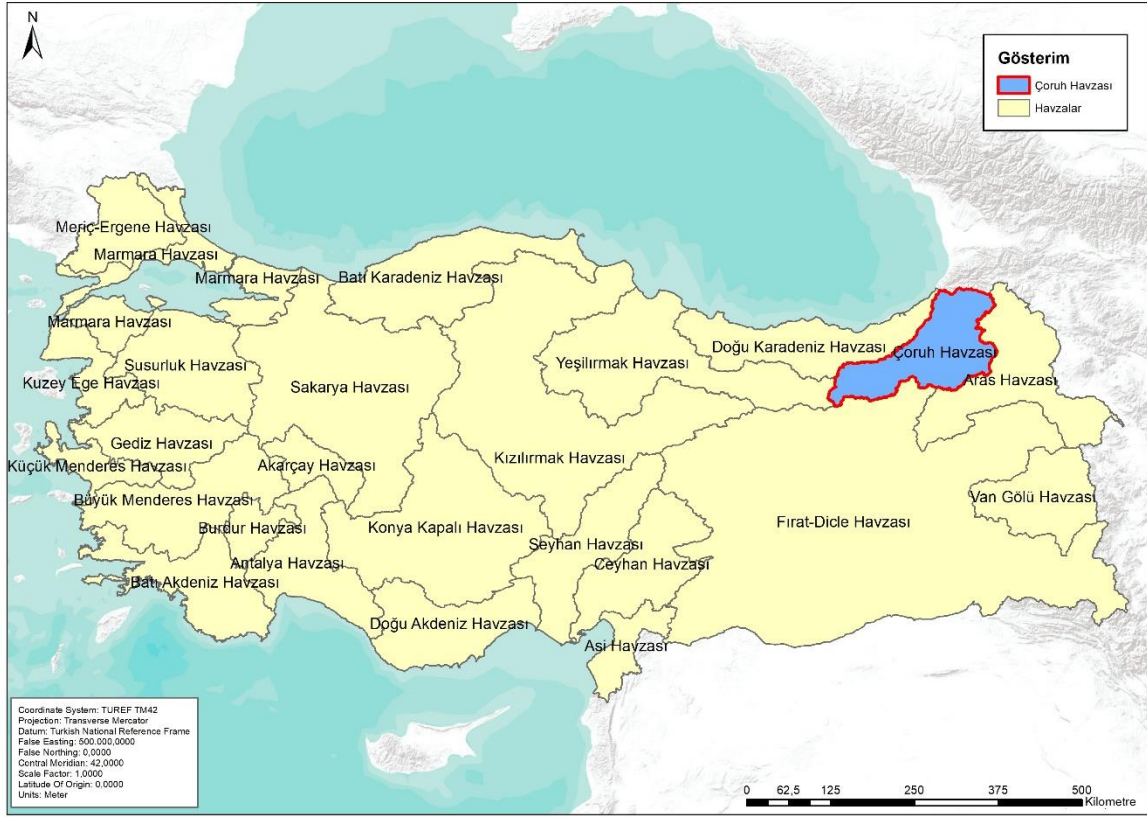 N
Gösterim
Çoruh Havzası
Havzalar
Meriç-Ergene Havzası
Marmara Havzası
Marmara Havzası
Batı Karadeniz Havzası
Marmara Havzası
Doğu Karadeniz Havzası
Çoruh Havzası
Susurluk Havzası
Yeşilırmak Havzası
Kuzey Ege Havzası
Sakarya Havzası
Aras Havzası
Gediz Havzası
Küçük Menderes Havzası
Akarçay Havzası
Kızılırmak Havzası
Büyük Menderes Havzası
Van Gölü Havzası
Burdur Havzası
Konya Kapalı Havzası
Fırat-Dicle Havzası
Seyhan Havzası
Antalya Havzası
Ceyhan Havzası
Batı Akdeniz Havzası
Doğu Akdeniz Havzası
Asi Havzası
Coordinate System: TUREF TM42
Projection: Transverse Mercator
Datum: Turkish National Reference Frame
False Easting: 500.000,0000
False Northing: 0,0000
Central Meridian: 42,0000
Scale Factor: 1,0000
Latitude Of Origin: 0,0000
Units: Meter
0 62,5 125 250 375 500
Kilometre